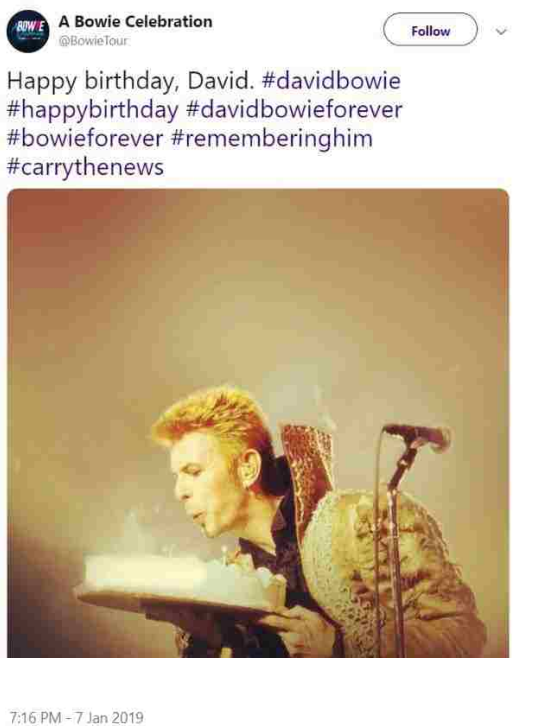 BOWIE
A Bowie Celebration
@BowieTour
Follow
Happy birthday, David. #davidbowie
#happybirthday #davidbowieforever
#bowieforever #rememberinghim
#carrythenews
7:16 PM - 7 Jan 2019